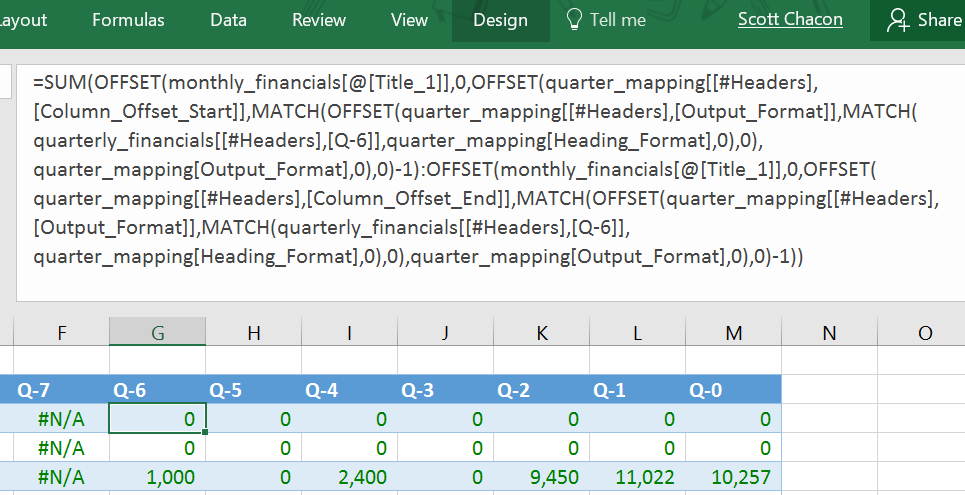 ayout Formulas Data Review View Design Tell me Scott Chacon Share
=SUM(OFFSET(monthly_financials[@[Title_1]],0,OFFSET(quarter_mapping[[#Headers],
[Column_Offset_Start]],MATCH(OFFSET(quarter_mapping[[#Headers],[Output_Format]],MATCH(
quarterly_financials[[#Headers],[Q-6]],quarter_mapping[Heading_Format],0),0),
quarter_mapping[Output_Format],0),0)-1):OFFSET(monthly_financials[@[Title_1]],0,OFFSET(
quarter_mapping[[#Headers],[Column_Offset_End]],MATCH(OFFSET(quarter_mapping[[#Headers],
[Output_Format]],MATCH(quarterly_financials[[#Headers],[Q-6]],
quarter_mapping[Heading_Format],0),0),quarter_mapping[Output_Format],0),0)-1))
F G H I J K L M N O
Q-7 Q-6 Q-5 Q-4 Q-3 Q-2 Q-1 Q-0
#N/A 0 0 0 0 0 0 0
#N/A 0 0 0 0 0 0 0
#N/A 1,000 0 2,400 0 9,450 11,022 10,257